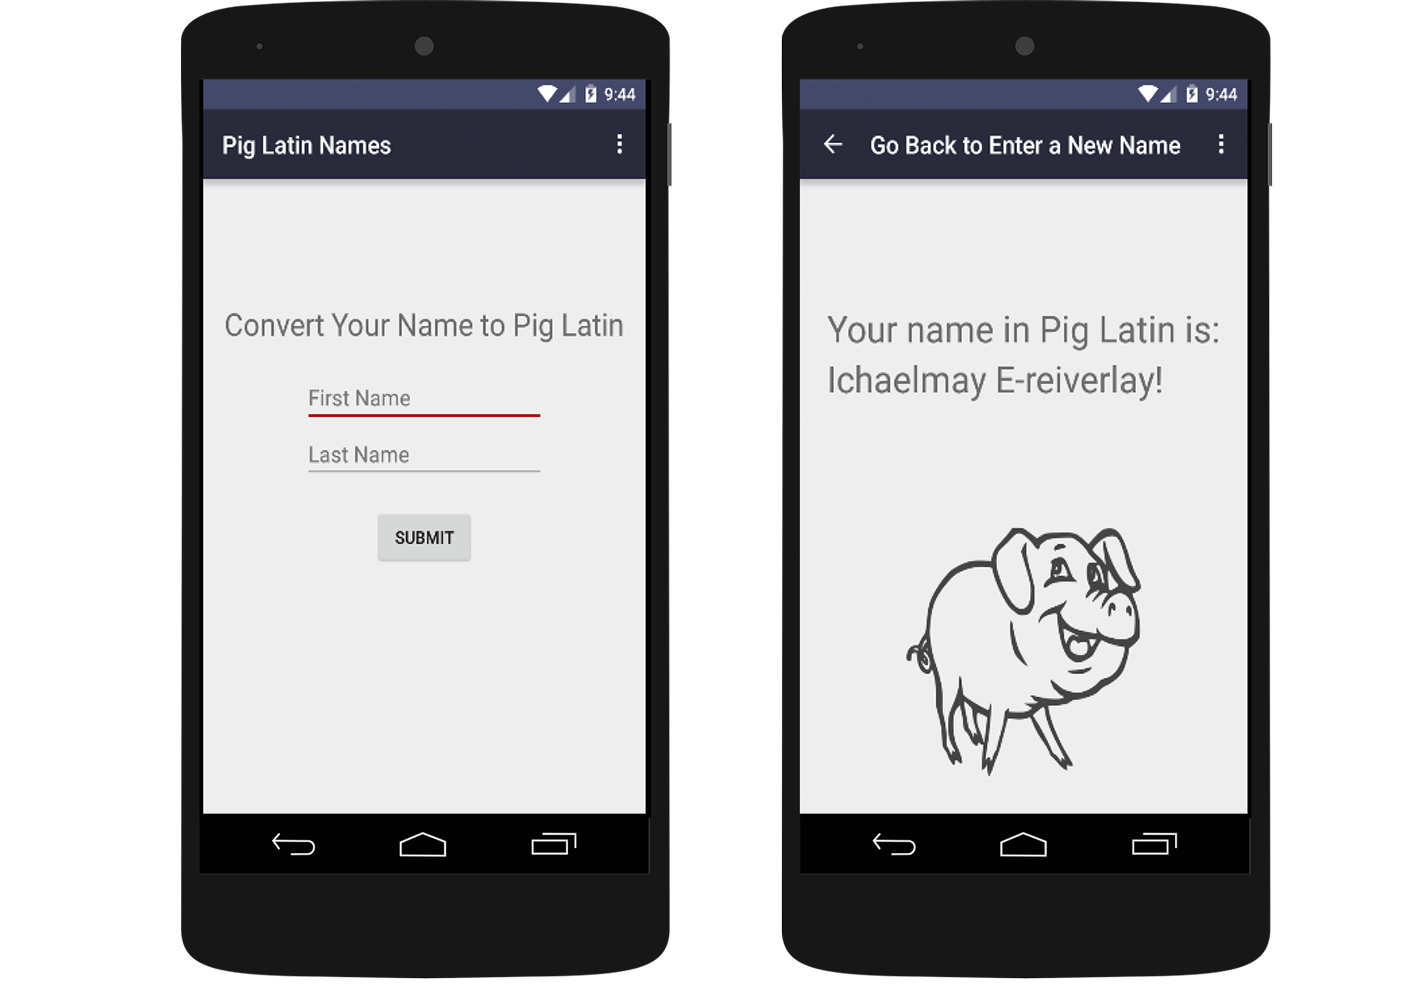 9:44
Pig Latin Names
Convert Your Name to Pig Latin
First Name
Last Name
SUBMIT
9:44
Go Back to Enter a New Name
Your name in Pig Latin is:
Ichaelmay E-reiverlay!